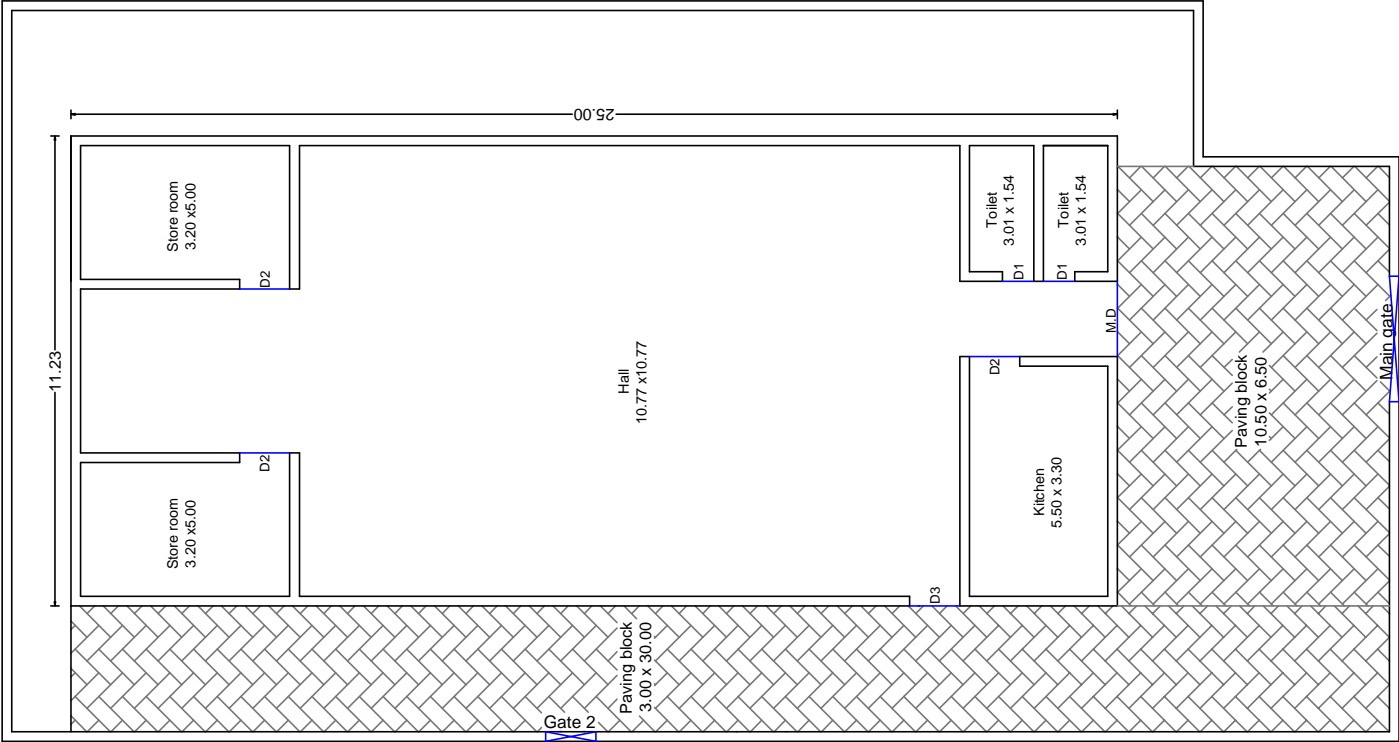 25.00
11.23
Store room
3.20 x5.00
D2
Toilet
3.01 x 1.54
Toilet
3.01 x 1.54
D1
D1
M.D
Hall
10.77 x10.77
D2
Main gate
Paving block
10.50 x 6.50
D2
Store room
3.20 x5.00
Kitchen
5.50 x 3.30
D3
Paving block
3.00 x 30.00
Gate 2